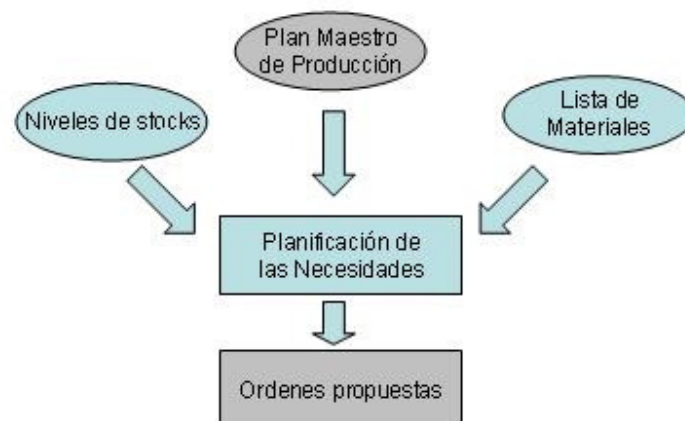 Plan Maestro
de Producción
Niveles de stocks
Lista de
Materiales
Planificación de
las Necesidades
Ordenes propuestas